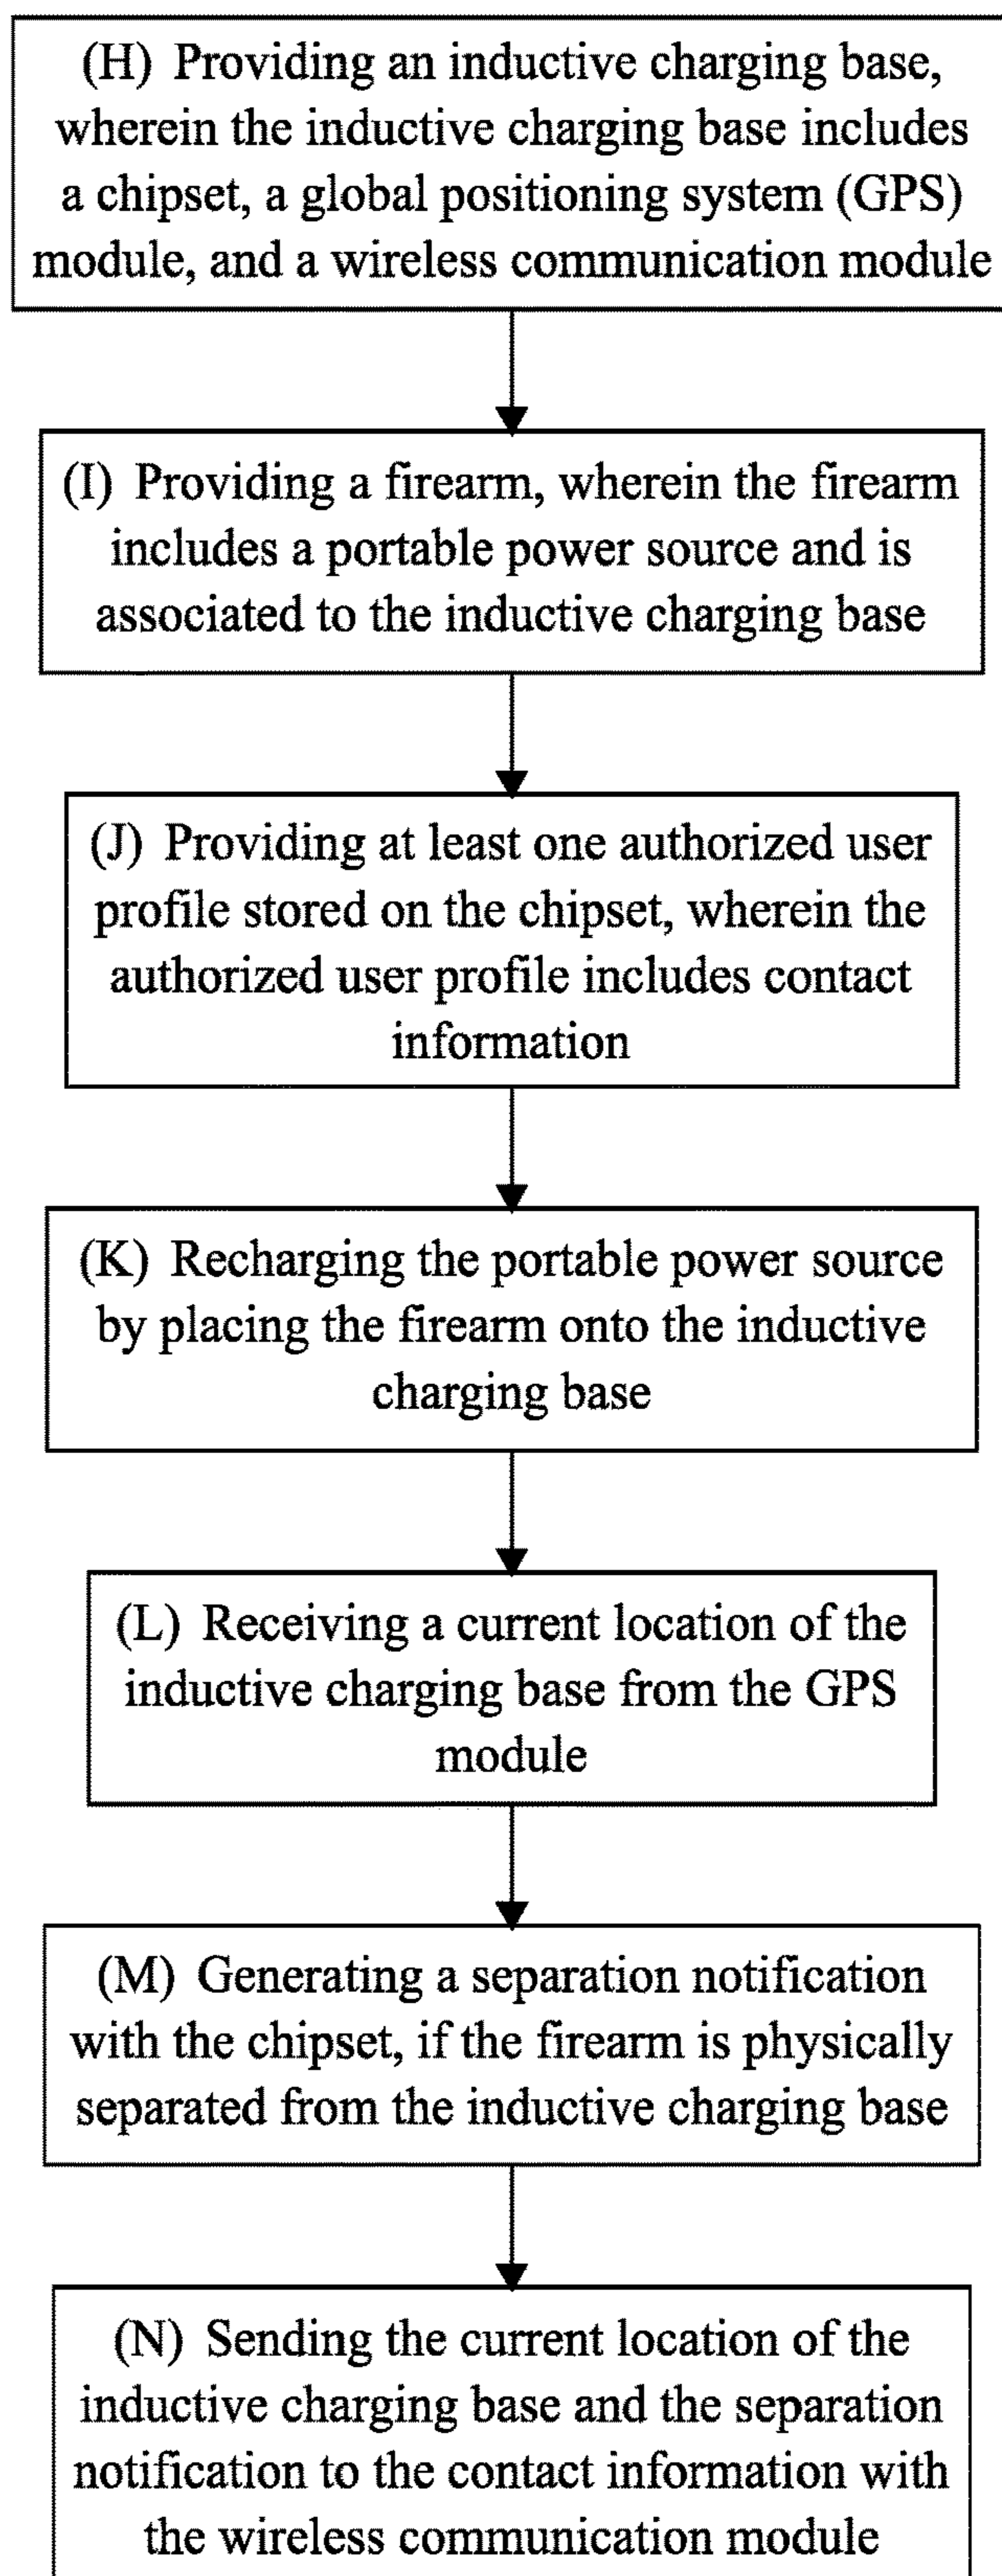 (H) Providing an inductive charging base,
wherein the inductive charging base includes
a chipset, a global positioning system (GPS)
module, and a wireless communication module
(I) Providing a firearm, wherein the firearm
includes a portable power source and is
associated to the inductive charging base
(J) Providing at least one authorized user
profile stored on the chipset, wherein the
authorized user profile includes contact
information
(K) Recharging the portable power source
by placing the firearm onto the inductive
charging base
(L) Receiving a current location of the
inductive charging base from the GPS
module
(M) Generating a separation notification
with the chipset, if the firearm is physically
separated from the inductive charging base
(N) Sending the current location of the
inductive charging base and the separation
notification to the contact information with
the wireless communication module